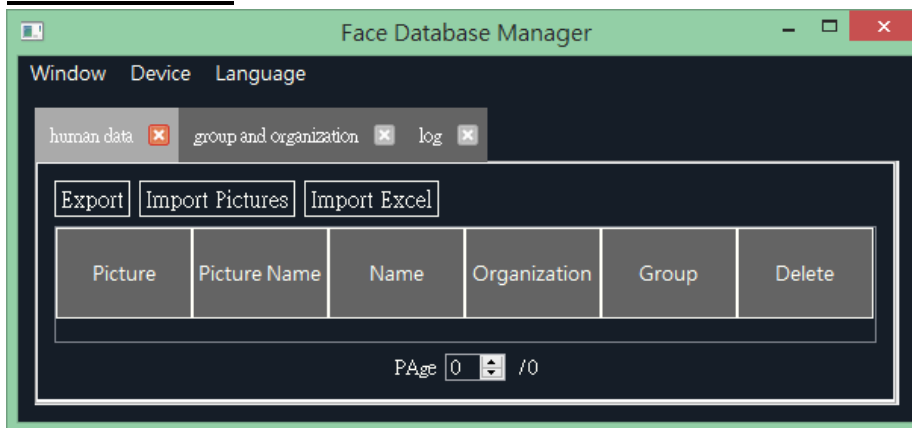 Face Database Manager
Window Device Language
human data group and organization log
Export Import Pictures Import Excel
Picture Picture Name Name Organization Group Delete
PAge 0 /0